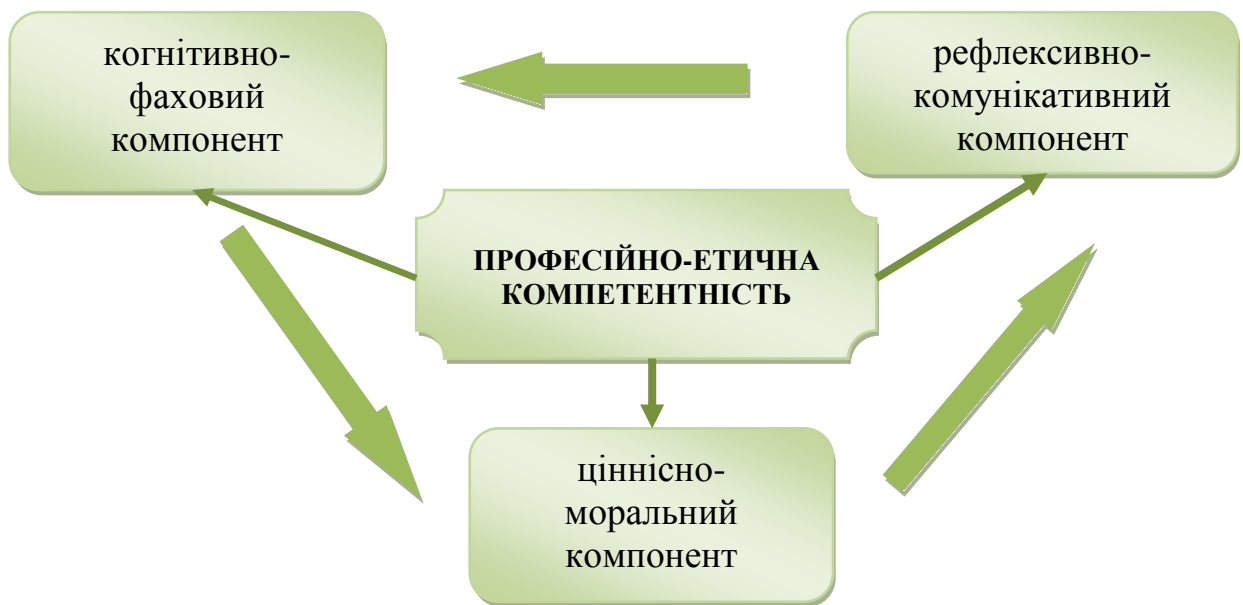 когнітивно-
фаховий
компонент
рефлексивно-
комунікативний
компонент
ПРОФЕСІЙНО-ЕТИЧНА
КОМПЕТЕНТНІСТЬ
ціннісно-
моральний
компонент